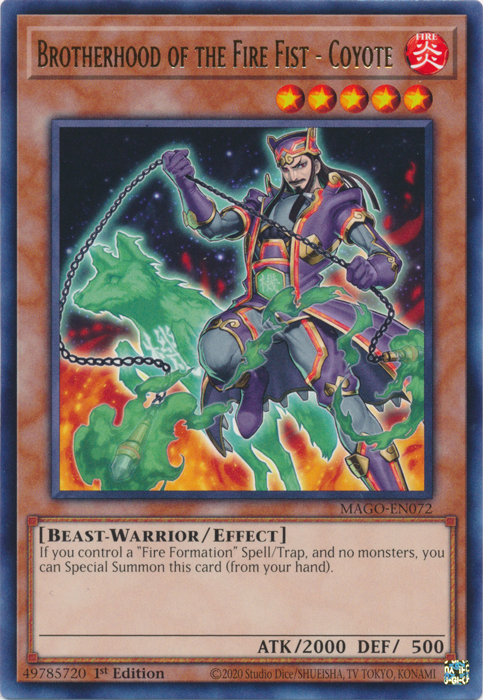 BROTHERHOOD OF THE FIRE FIST - COYOTE
FIRE
炎
MAGO-EN072
[BEAST-WARRIOR/EFFECT]
If you control a "Fire Formation" Spell/Trap, and no monsters, you
can Special Summon this card (from your hand).
ATK/2000 DEF/ 500
49785720 1st Edition ©2020 Studio Dice/SHUEISHA, TV TOKYO, KONAMI